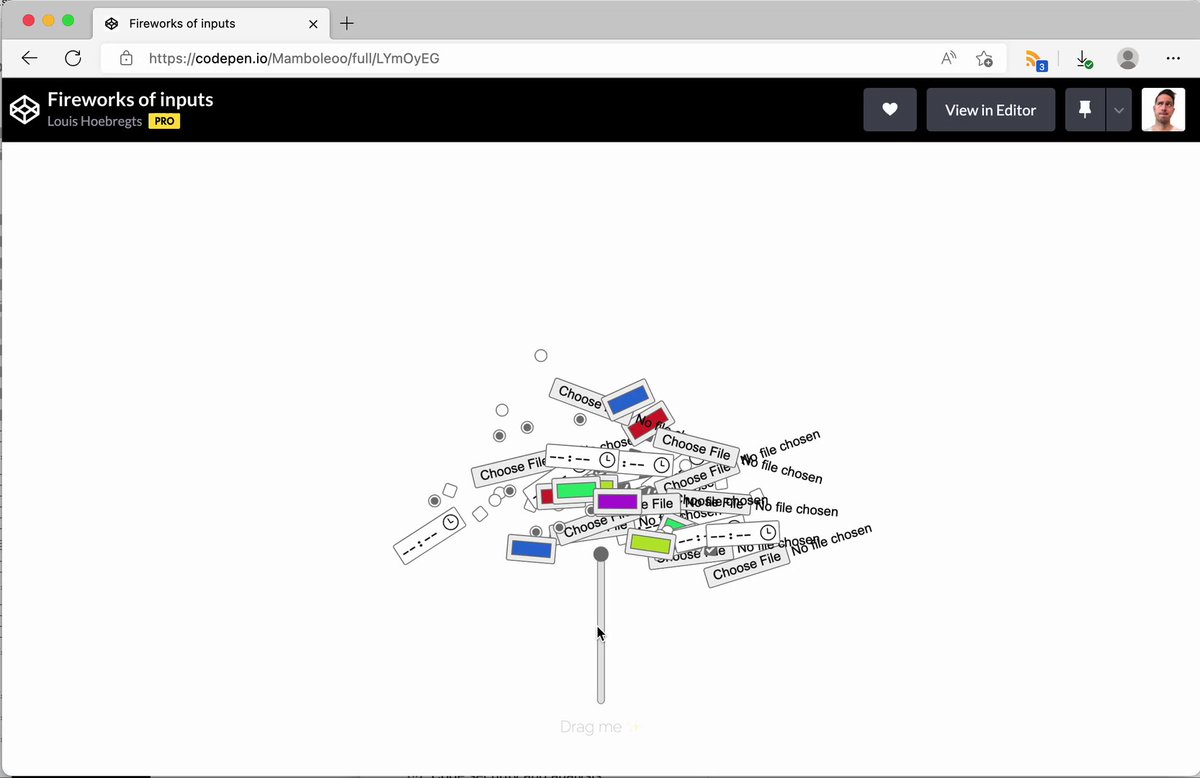 Fireworks of inputs
https://codepen.io/Mamboleoo/full/LYmOyEG
3
Fireworks of inputs
Louis Hoebregts PRO
View in Editor
Choose
No file
Choose File
No file chosen
--:--
:--
Choose File
Choose File
No file chosen
e File
No file chosen
No file chosen
Choose File
No
--:--
--:--
--:--
No file chosen
No file chosen
Choose File
Drag me